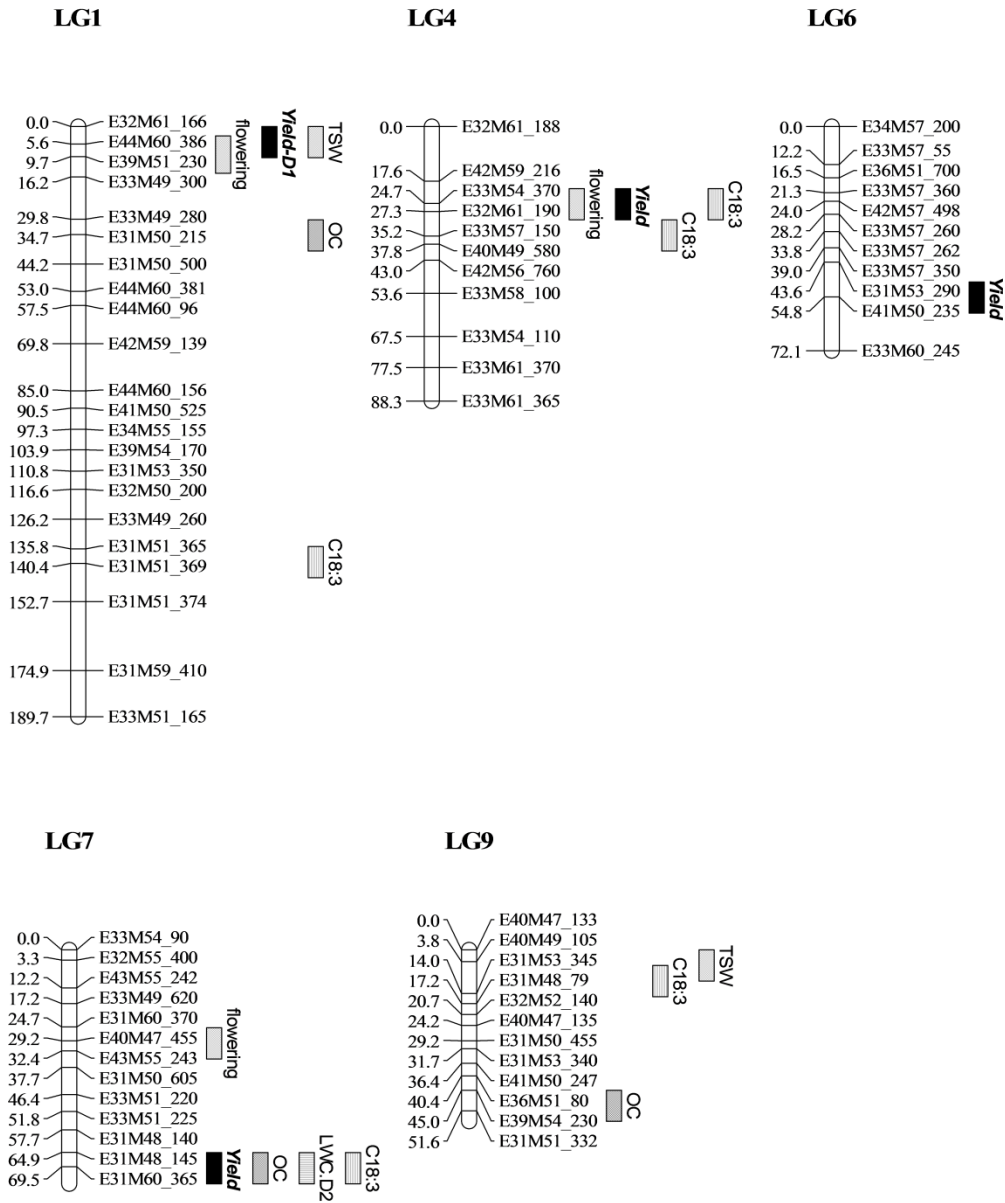 LG1
0.0 E32M61_166
5.6 E44M60_386
9.7 E39M51_230
16.2 E33M49_300
29.8 E33M49_280
34.7 E31M50_215
44.2 E31M50_500
53.0 E44M60_381
57.5 E44M60_96
69.8 E42M59_139
85.0 E44M60_156
90.5 E41M50_525
97.3 E34M55_155
103.9 E39M54_170
110.8 E31M53_350
116.6 E32M50_200
126.2 E33M49_260
135.8 E31M51_365
140.4 E31M51_369
152.7 E31M51_374
174.9 E31M59_410
189.7 E33M51_165
flowering
Yield-D1
TSW
OC
C18:3
LG4
0.0 E32M61_188
17.6 E42M59_216
24.7 E33M54_370
27.3 E32M61_190
35.2 E33M57_150
37.8 E40M49_580
43.0 E42M56_760
53.6 E33M58_100
67.5 E33M54_110
77.5 E33M61_370
88.3 E33M61_365
flowering
Yield
C18:3
C18:3
LG6
0.0 E34M57_200
12.2 E33M57_55
16.5 E36M51_700
21.3 E33M57_360
24.0 E42M57_498
28.2 E33M57_260
33.8 E33M57_262
39.0 E33M57_350
43.6 E31M53_290
54.8 E41M50_235
72.1 E33M60_245
Yield
LG7
0.0 E33M54_90
3.3 E32M55_400
12.2 E43M55_242
17.2 E33M49_620
24.7 E31M60_370
29.2 E40M47_455
32.4 E43M55_243
37.7 E31M50_605
46.4 E33M51_220
51.8 E33M51_225
57.7 E31M48_140
64.9 E31M48_145
69.5 E31M60_365
flowering
Yield
OC
LWC.D2
C18:3
LG9
0.0 E40M47_133
3.8 E40M49_105
14.0 E31M53_345
17.2 E31M48_79
20.7 E32M52_140
24.2 E40M47_135
29.2 E31M50_455
31.7 E31M53_340
36.4 E41M50_247
40.4 E36M51_80
45.0 E39M54_230
51.6 E31M51_332
TSW
C18:3
OC